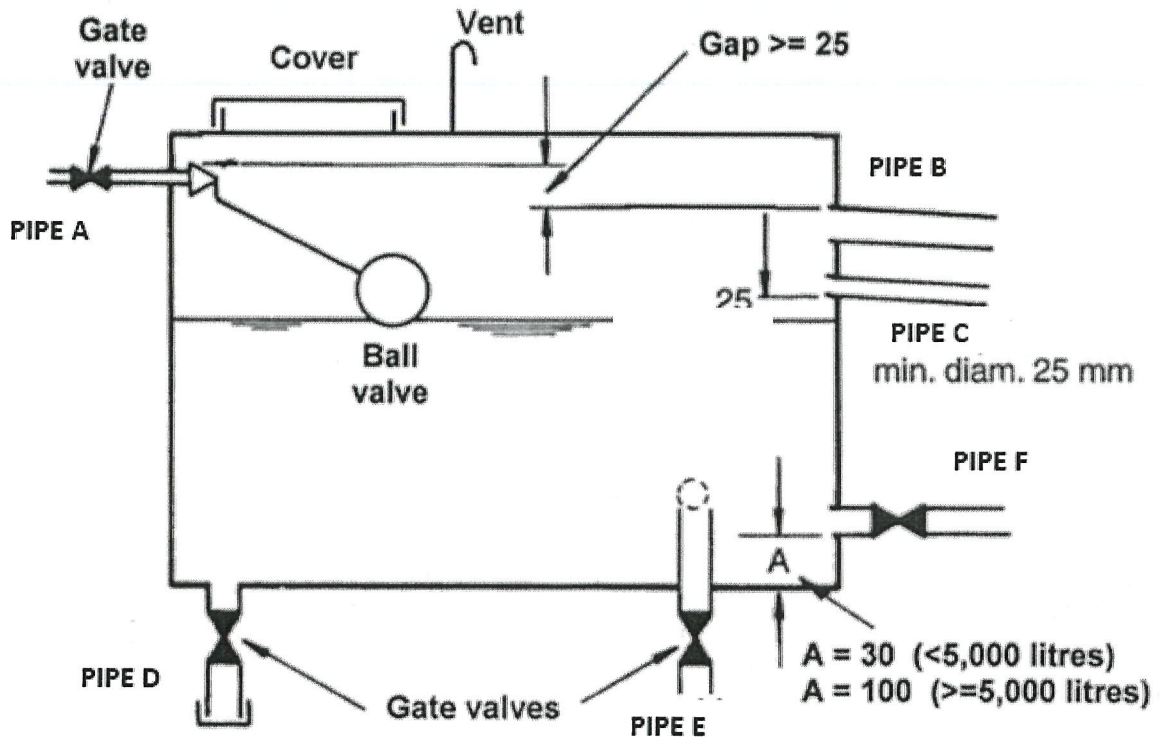 Gate
valve
Cover
Vent
Gap >= 25
PIPE B
PIPE A
25
PIPE C
min. diam. 25 mm
Ball
valve
PIPE F
A
A = 30 (<5,000 litres)
A = 100 (>=5,000 litres)
PIPE D
Gate valves
PIPE E